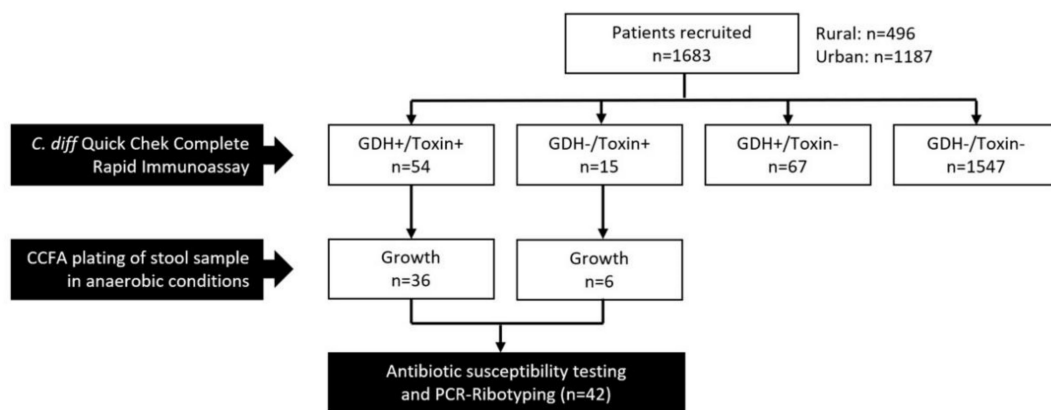 Patients recruited
n=1683
Rural: n=496
Urban: n=1187
C. diff Quick Chek Complete
Rapid Immunoassay
GDH+/Toxin+
n=54
GDH-/Toxin+
n=15
GDH+/Toxin-
n=67
GDH-/Toxin-
n=1547
CCFA plating of stool sample
in anaerobic conditions
Growth
n=36
Growth
n=6
Antibiotic susceptibility testing
and PCR-Ribotyping (n=42)